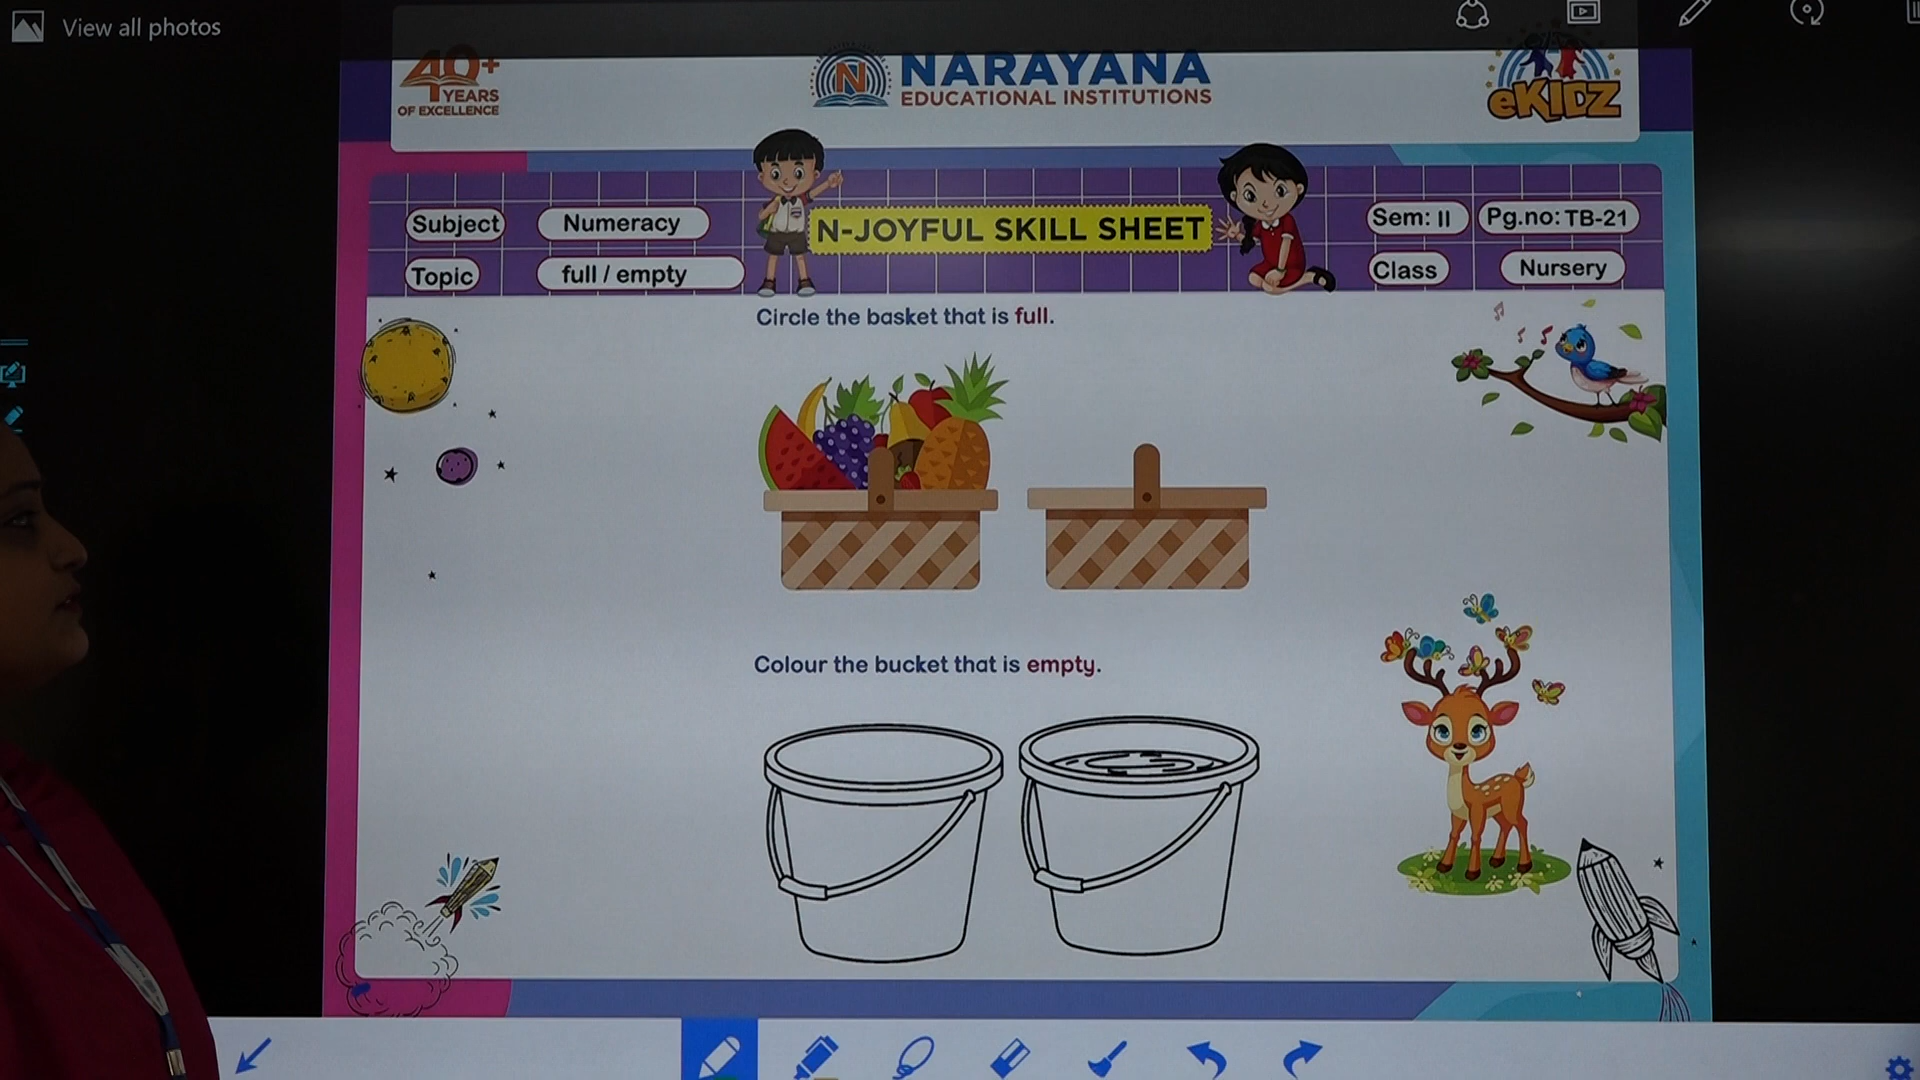 View all photos
40+
YEARS
OF EXCELLENCE
N
NARAYANA
EDUCATIONAL INSTITUTIONS
eKIDZ
Subject
Numeracy
N-JOYFUL SKILL SHEET
Sem: II
Pg.no: TB-21
Topic
full / empty
Class
Nursery
Circle the basket that is full.
Colour the bucket that is empty.